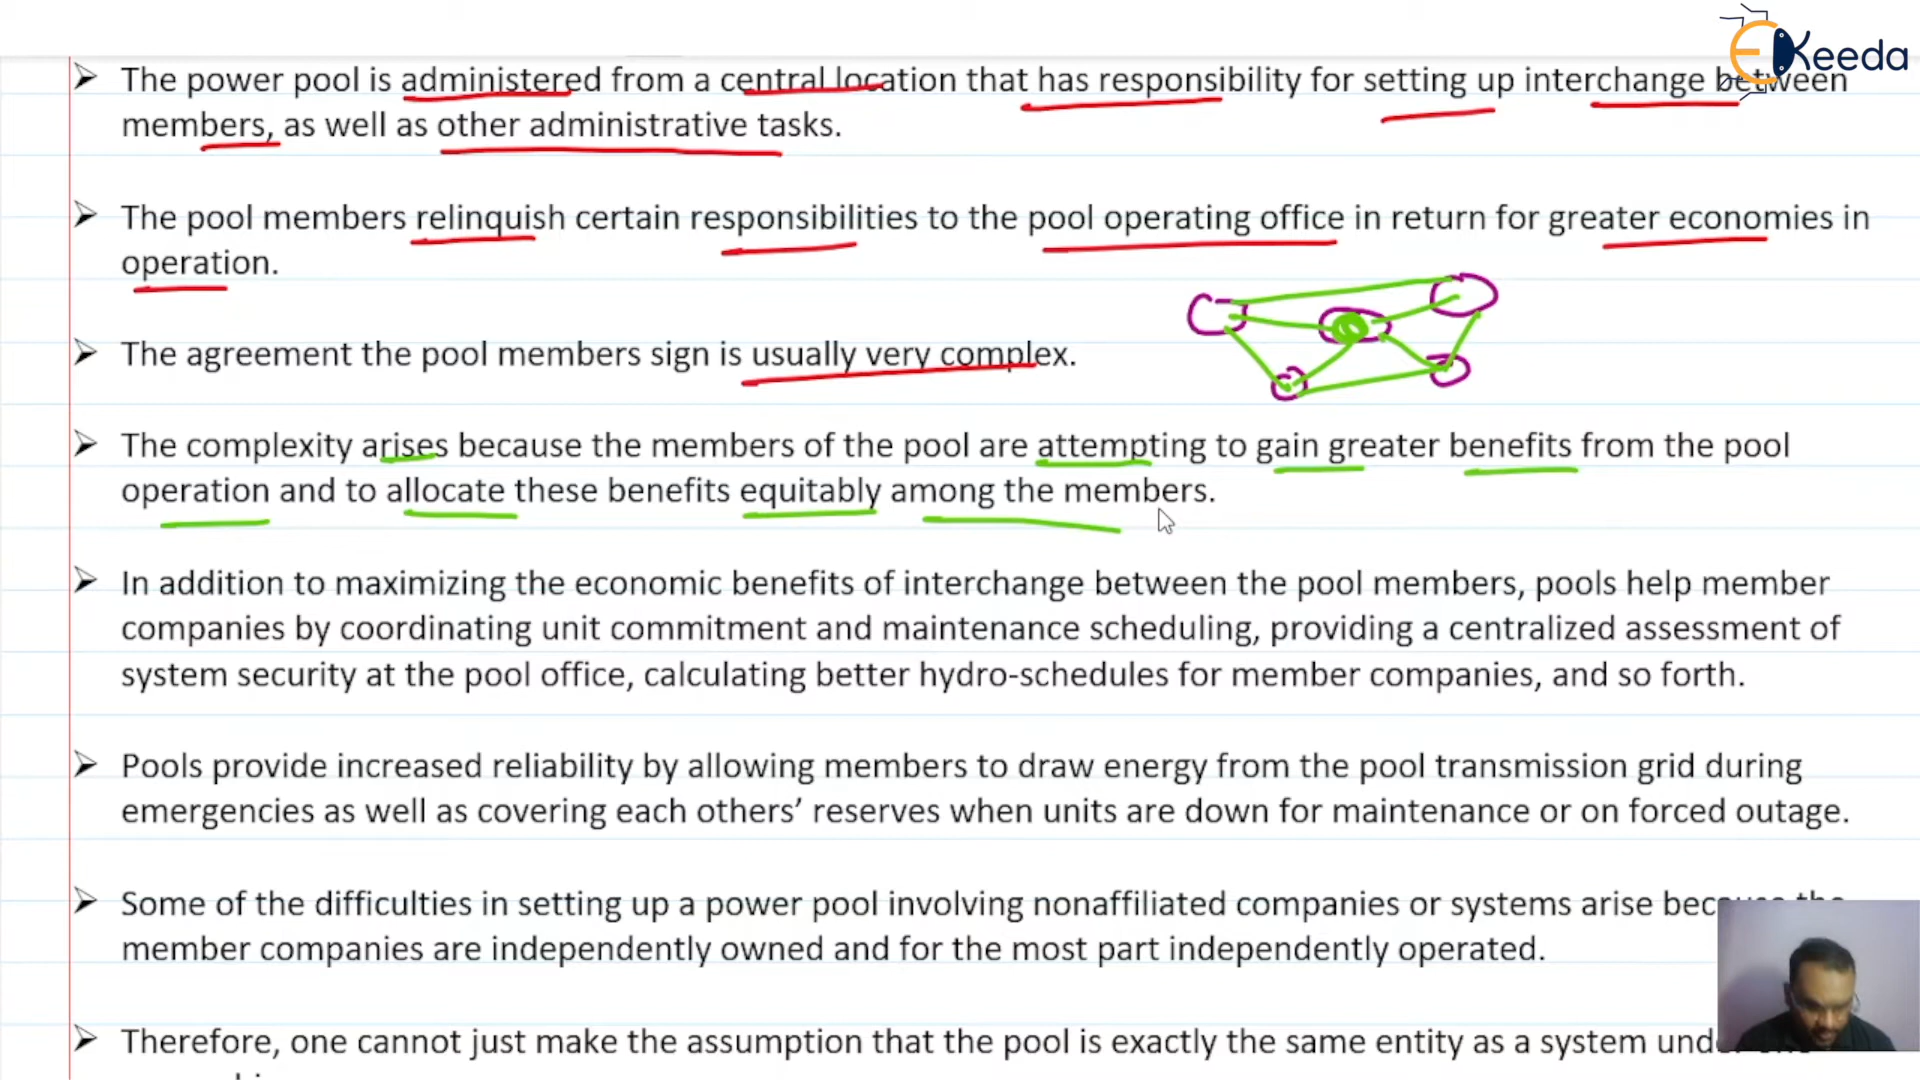 Ekeeda
➢ The power pool is administered from a central location that has responsibility for setting up interchange between
members, as well as other administrative tasks.
➢ The pool members relinquish certain responsibilities to the pool operating office in return for greater economies in
operation.
➢ The agreement the pool members sign is usually very complex.
➢ The complexity arises because the members of the pool are attempting to gain greater benefits from the pool
operation and to allocate these benefits equitably among the members.
➢ In addition to maximizing the economic benefits of interchange between the pool members, pools help member
companies by coordinating unit commitment and maintenance scheduling, providing a centralized assessment of
system security at the pool office, calculating better hydro-schedules for member companies, and so forth.
➢ Pools provide increased reliability by allowing members to draw energy from the pool transmission grid during
emergencies as well as covering each others’ reserves when units are down for maintenance or on forced outage.
➢ Some of the difficulties in setting up a power pool involving nonaffiliated companies or systems arise because the
member companies are independently owned and for the most part independently operated.
➢ Therefore, one cannot just make the assumption that the pool is exactly the same entity as a system under